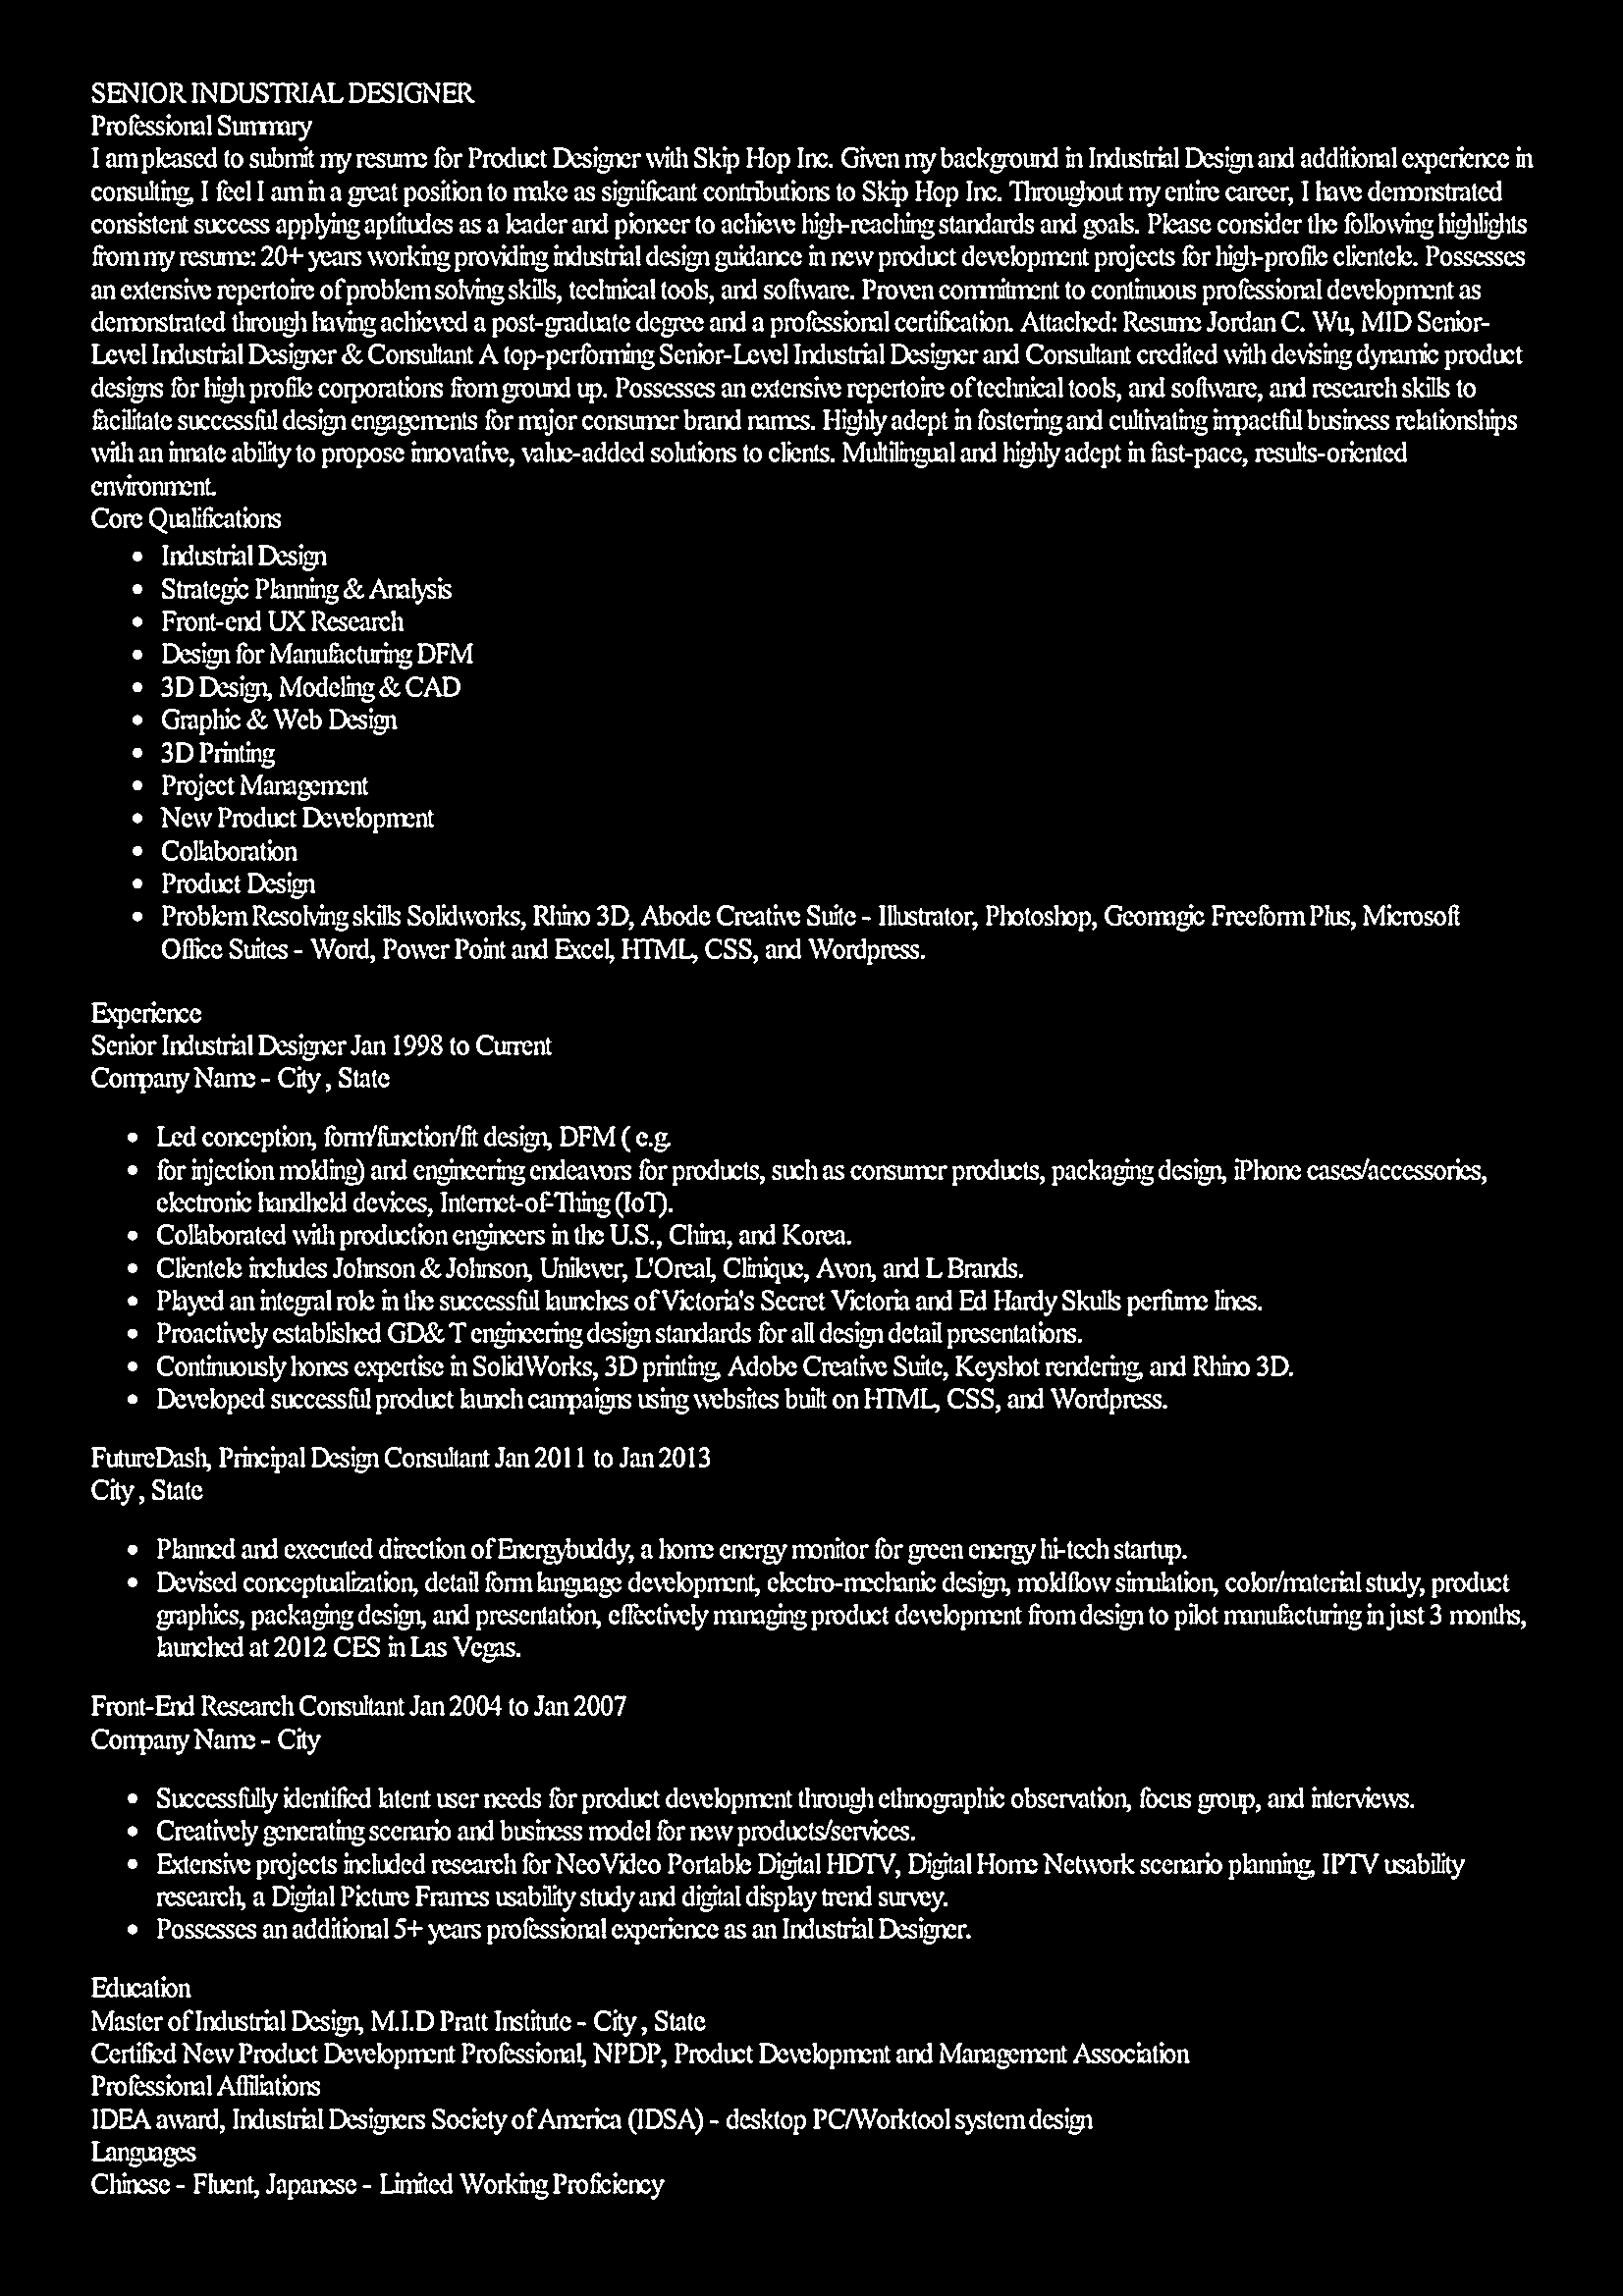 SENIOR INDUSTRIAL DESIGNER
Professional Summary
I am pleased to submit my resume for Product Designer with Skip Hop Inc. Given my background in Industrial Design and additional experience in
consulting, I feel I am in a great position to make as significant contributions to Skip Hop Inc. Throughout my entire career, I have demonstrated
consistent success applying aptitudes as a leader and pioneer to achieve high-reaching standards and goals. Please consider the following highlights
from my resume: 20+ years working providing industrial design guidance in new product development projects for high-profile clientele. Possesses
an extensive repertoire of problem solving skills, technical tools, and software. Proven commitment to continuous professional development as
demonstrated through having achieved a post-graduate degree and a professional certification. Attached: Resume Jordan C. Wu, MID Senior-
Level Industrial Designer & Consultant A top-performing Senior-Level Industrial Designer and Consultant credited with devising dynamic product
designs for high profile corporations from ground up. Possesses an extensive repertoire of technical tools, and software, and research skills to
facilitate successful design engagements for major consumer brand names. Highly adept in fostering and cultivating impactful business relationships
with an innate ability to propose innovative, value-added solutions to clients. Multilingual and highly adept in fast-pace, results-oriented
environment.
Core Qualifications
• Industrial Design
• Strategic Planning & Analysis
• Front-end UX Research
• Design for Manufacturing DFM
• 3D Design, Modeling & CAD
• Graphic & Web Design
• 3D Printing
• Project Management
• New Product Development
• Collaboration
• Product Design
• Problem Resolving skills Solidworks, Rhino 3D, Abode Creative Suite - Illustrator, Photoshop, Geomagic Freeform Plus, Microsoft
Office Suites - Word, Power Point and Excel, HTML, CSS, and Wordpress.
Experience
Senior Industrial Designer Jan 1998 to Current
Company Name - City , State
• Led conception, form/function/fit design, DFM ( e.g.
• for injection molding) and engineering endeavors for products, such as consumer products, packaging design, iPhone cases/accessories,
electronic handheld devices, Internet-of-Thing (IoT).
• Collaborated with production engineers in the U.S., China, and Korea.
• Clientele includes Johnson & Johnson, Unilever, L'Oreal, Clinique, Avon, and L Brands.
• Played an integral role in the successful launches of Victoria's Secret Victoria and Ed Hardy Skulls perfume lines.
• Proactively established GD& T engineering design standards for all design detail presentations.
• Continuously hones expertise in SolidWorks, 3D printing, Adobe Creative Suite, Keyshot rendering, and Rhino 3D.
• Developed successful product launch campaigns using websites built on HTML, CSS, and Wordpress.
FutureDash, Principal Design Consultant Jan 2011 to Jan 2013
City , State
• Planned and executed direction of Energybuddy, a home energy monitor for green energy hi-tech startup.
• Devised conceptualization, detail form language development, electro-mechanic design, moldflow simulation, color/material study, product
graphics, packaging design, and presentation, effectively managing product development from design to pilot manufacturing in just 3 months,
launched at 2012 CES in Las Vegas.
Front-End Research Consultant Jan 2004 to Jan 2007
Company Name - City
• Successfully identified latent user needs for product development through ethnographic observation, focus group, and interviews.
• Creatively generating scenario and business model for new products/services.
• Extensive projects included research for NeoVideo Portable Digital HDTV, Digital Home Network scenario planning, IPTV usability
research, a Digital Picture Frames usability study and digital display trend survey.
• Possesses an additional 5+ years professional experience as an Industrial Designer.
Education
Master of Industrial Design, M.I.D Pratt Institute - City , State
Certified New Product Development Professional, NPDP, Product Development and Management Association
Professional Affiliations
IDEA award, Industrial Designers Society of America (IDSA) - desktop PC/Worktool system design
Languages
Chinese - Fluent, Japanese - Limited Working Proficiency